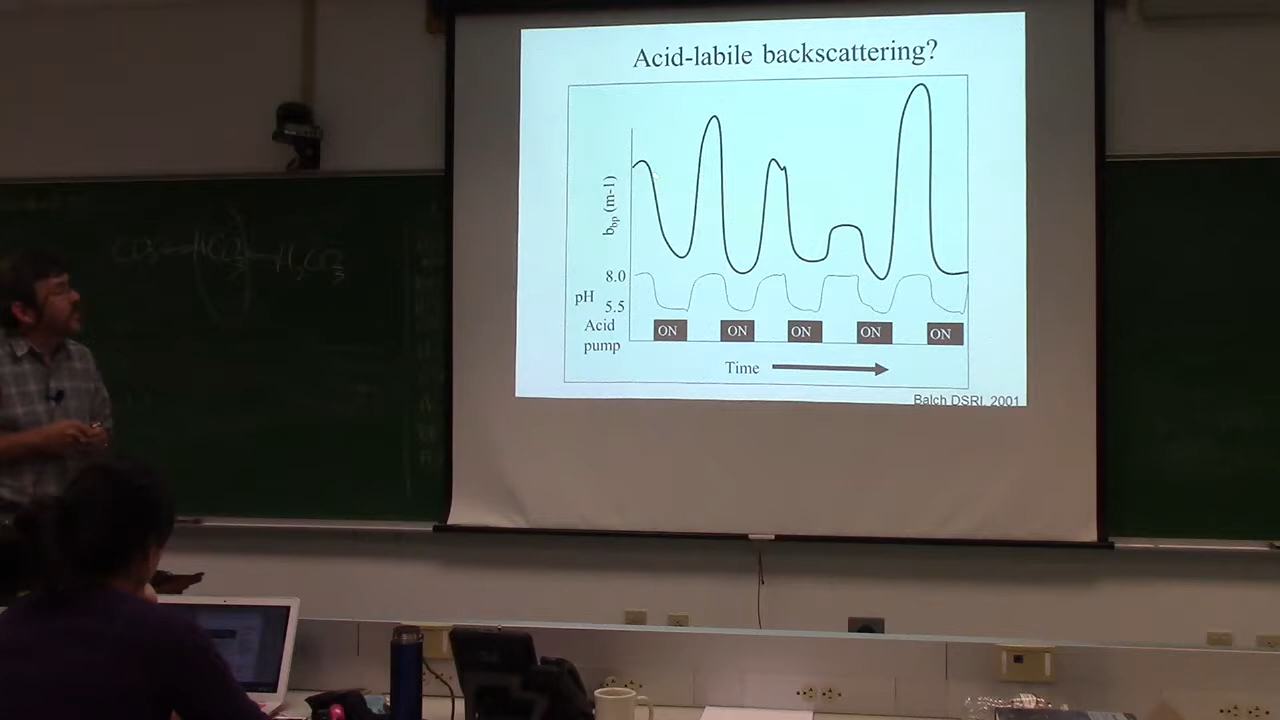 Acid-labile backscattering?
bbp (m-1)
8.0
pH
5.5
Acid
pump
ON ON ON ON ON
Time
Balch DSRI, 2001